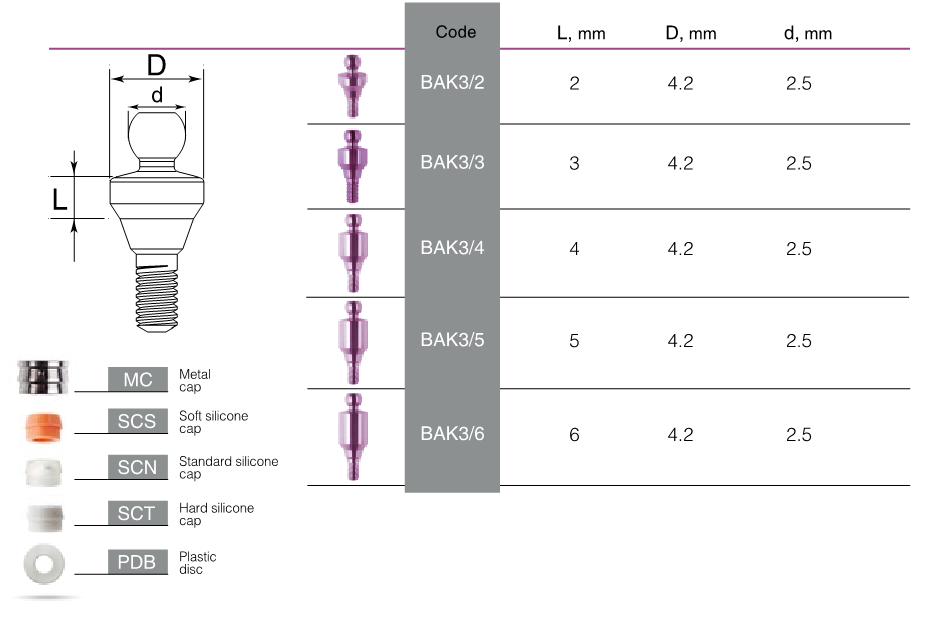 Code L, mm D, mm d, mm
D
d
L
BAK3/2 2 4.2 2.5
BAK3/3 3 4.2 2.5
BAK3/4 4 4.2 2.5
BAK3/5 5 4.2 2.5
BAK3/6 6 4.2 2.5
MC Metal
cap
SCS Soft silicone
cap
SCN Standard silicone
cap
SCT Hard silicone
cap
PDB Plastic
disc